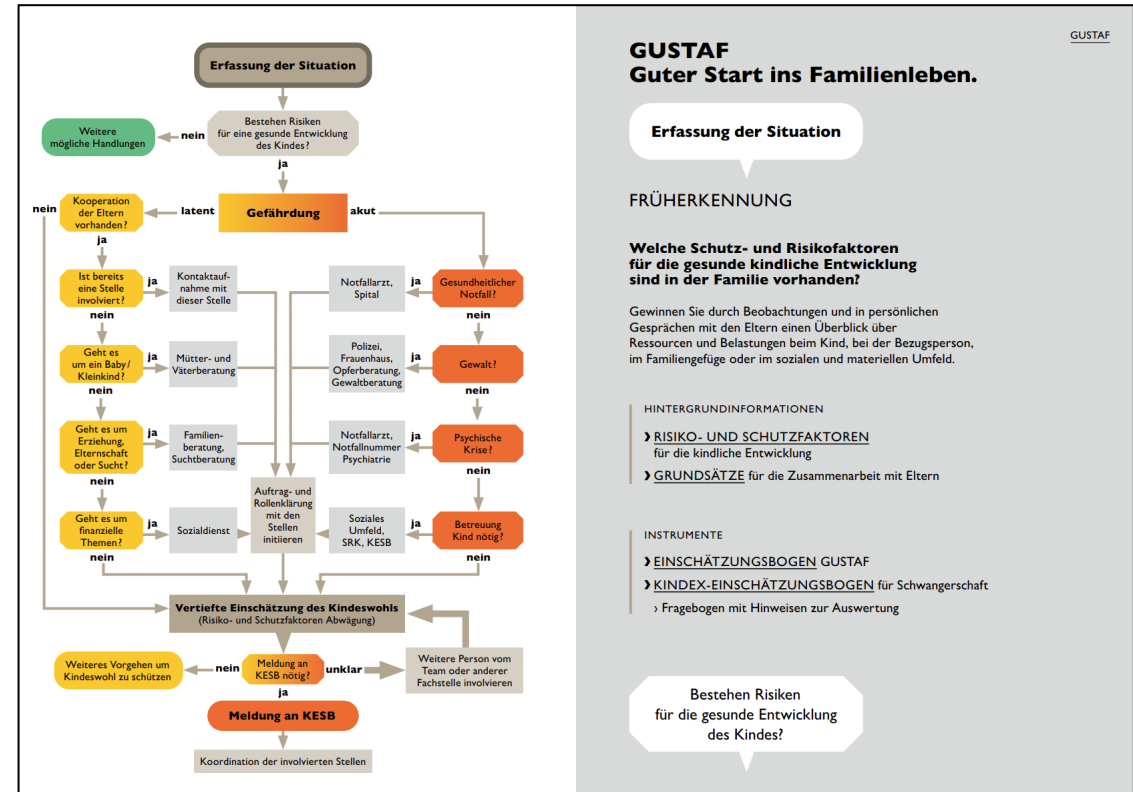 Erfassung der Situation
Bestehen Risiken
für eine gesunde Entwicklung
des Kindes?
nein
Weitere
mögliche Handlungen
ja
Gefährdung
latent
akut
Kooperation
der Eltern
vorhanden?
nein
ja
Ist bereits
eine Stelle
involviert?
ja
Kontaktauf-
nahme mit
dieser Stelle
nein
Geht es
um ein Baby/
Kleinkind?
ja
Mütter- und
Väterberatung
nein
Geht es um
Erziehung,
Elternschaft
oder Sucht?
ja
Familien-
beratung,
Suchtberatung
nein
Geht es um
finanzielle
Themen?
ja
Sozialdienst
nein
Gesundheitlicher
Notfall?
ja
Notfallarzt,
Spital
nein
Gewalt?
ja
Polizei,
Frauenhaus,
Opferberatung,
Gewaltberatung
nein
Psychische
Krise?
ja
Notfallarzt,
Notfallnummer
Psychiatrie
nein
Betreuung
Kind nötig?
ja
Soziales
Umfeld,
SRK, KESB
nein
Auftrag- und
Rollenklärung
mit den
Stellen
initiieren
Vertiefte Einschätzung des Kindeswohls
(Risiko- und Schutzfaktoren Abwägung)
Meldung an
KESB nötig?
nein
Weiteres Vorgehen um
Kindeswohl zu schützen
unklar
Weitere Person vom
Team oder anderer
Fachstelle involvieren
ja
Meldung an KESB
Koordination der involvierten Stellen
GUSTAF
GUSTAF
Guter Start ins Familienleben.
Erfassung der Situation
FRÜHERKENNUNG
Welche Schutz- und Risikofaktoren
für die gesunde kindliche Entwicklung
sind in der Familie vorhanden?
Gewinnen Sie durch Beobachtungen und in persönlichen
Gesprächen mit den Eltern einen Überblick über
Ressourcen und Belastungen beim Kind, bei der Bezugsperson,
im Familiengefüge oder im sozialen und materiellen Umfeld.
HINTERGRUNDINFORMATIONEN
❯ RISIKO- UND SCHUTZFAKTOREN
für die kindliche Entwicklung
❯ GRUNDSÄTZE für die Zusammenarbeit mit Eltern
INSTRUMENTE
❯ EINSCHÄTZUNGSBOGEN GUSTAF
❯ KINDEX-EINSCHÄTZUNGSBOGEN für Schwangerschaft
› Fragebogen mit Hinweisen zur Auswertung
Bestehen Risiken
für die gesunde Entwicklung
des Kindes?